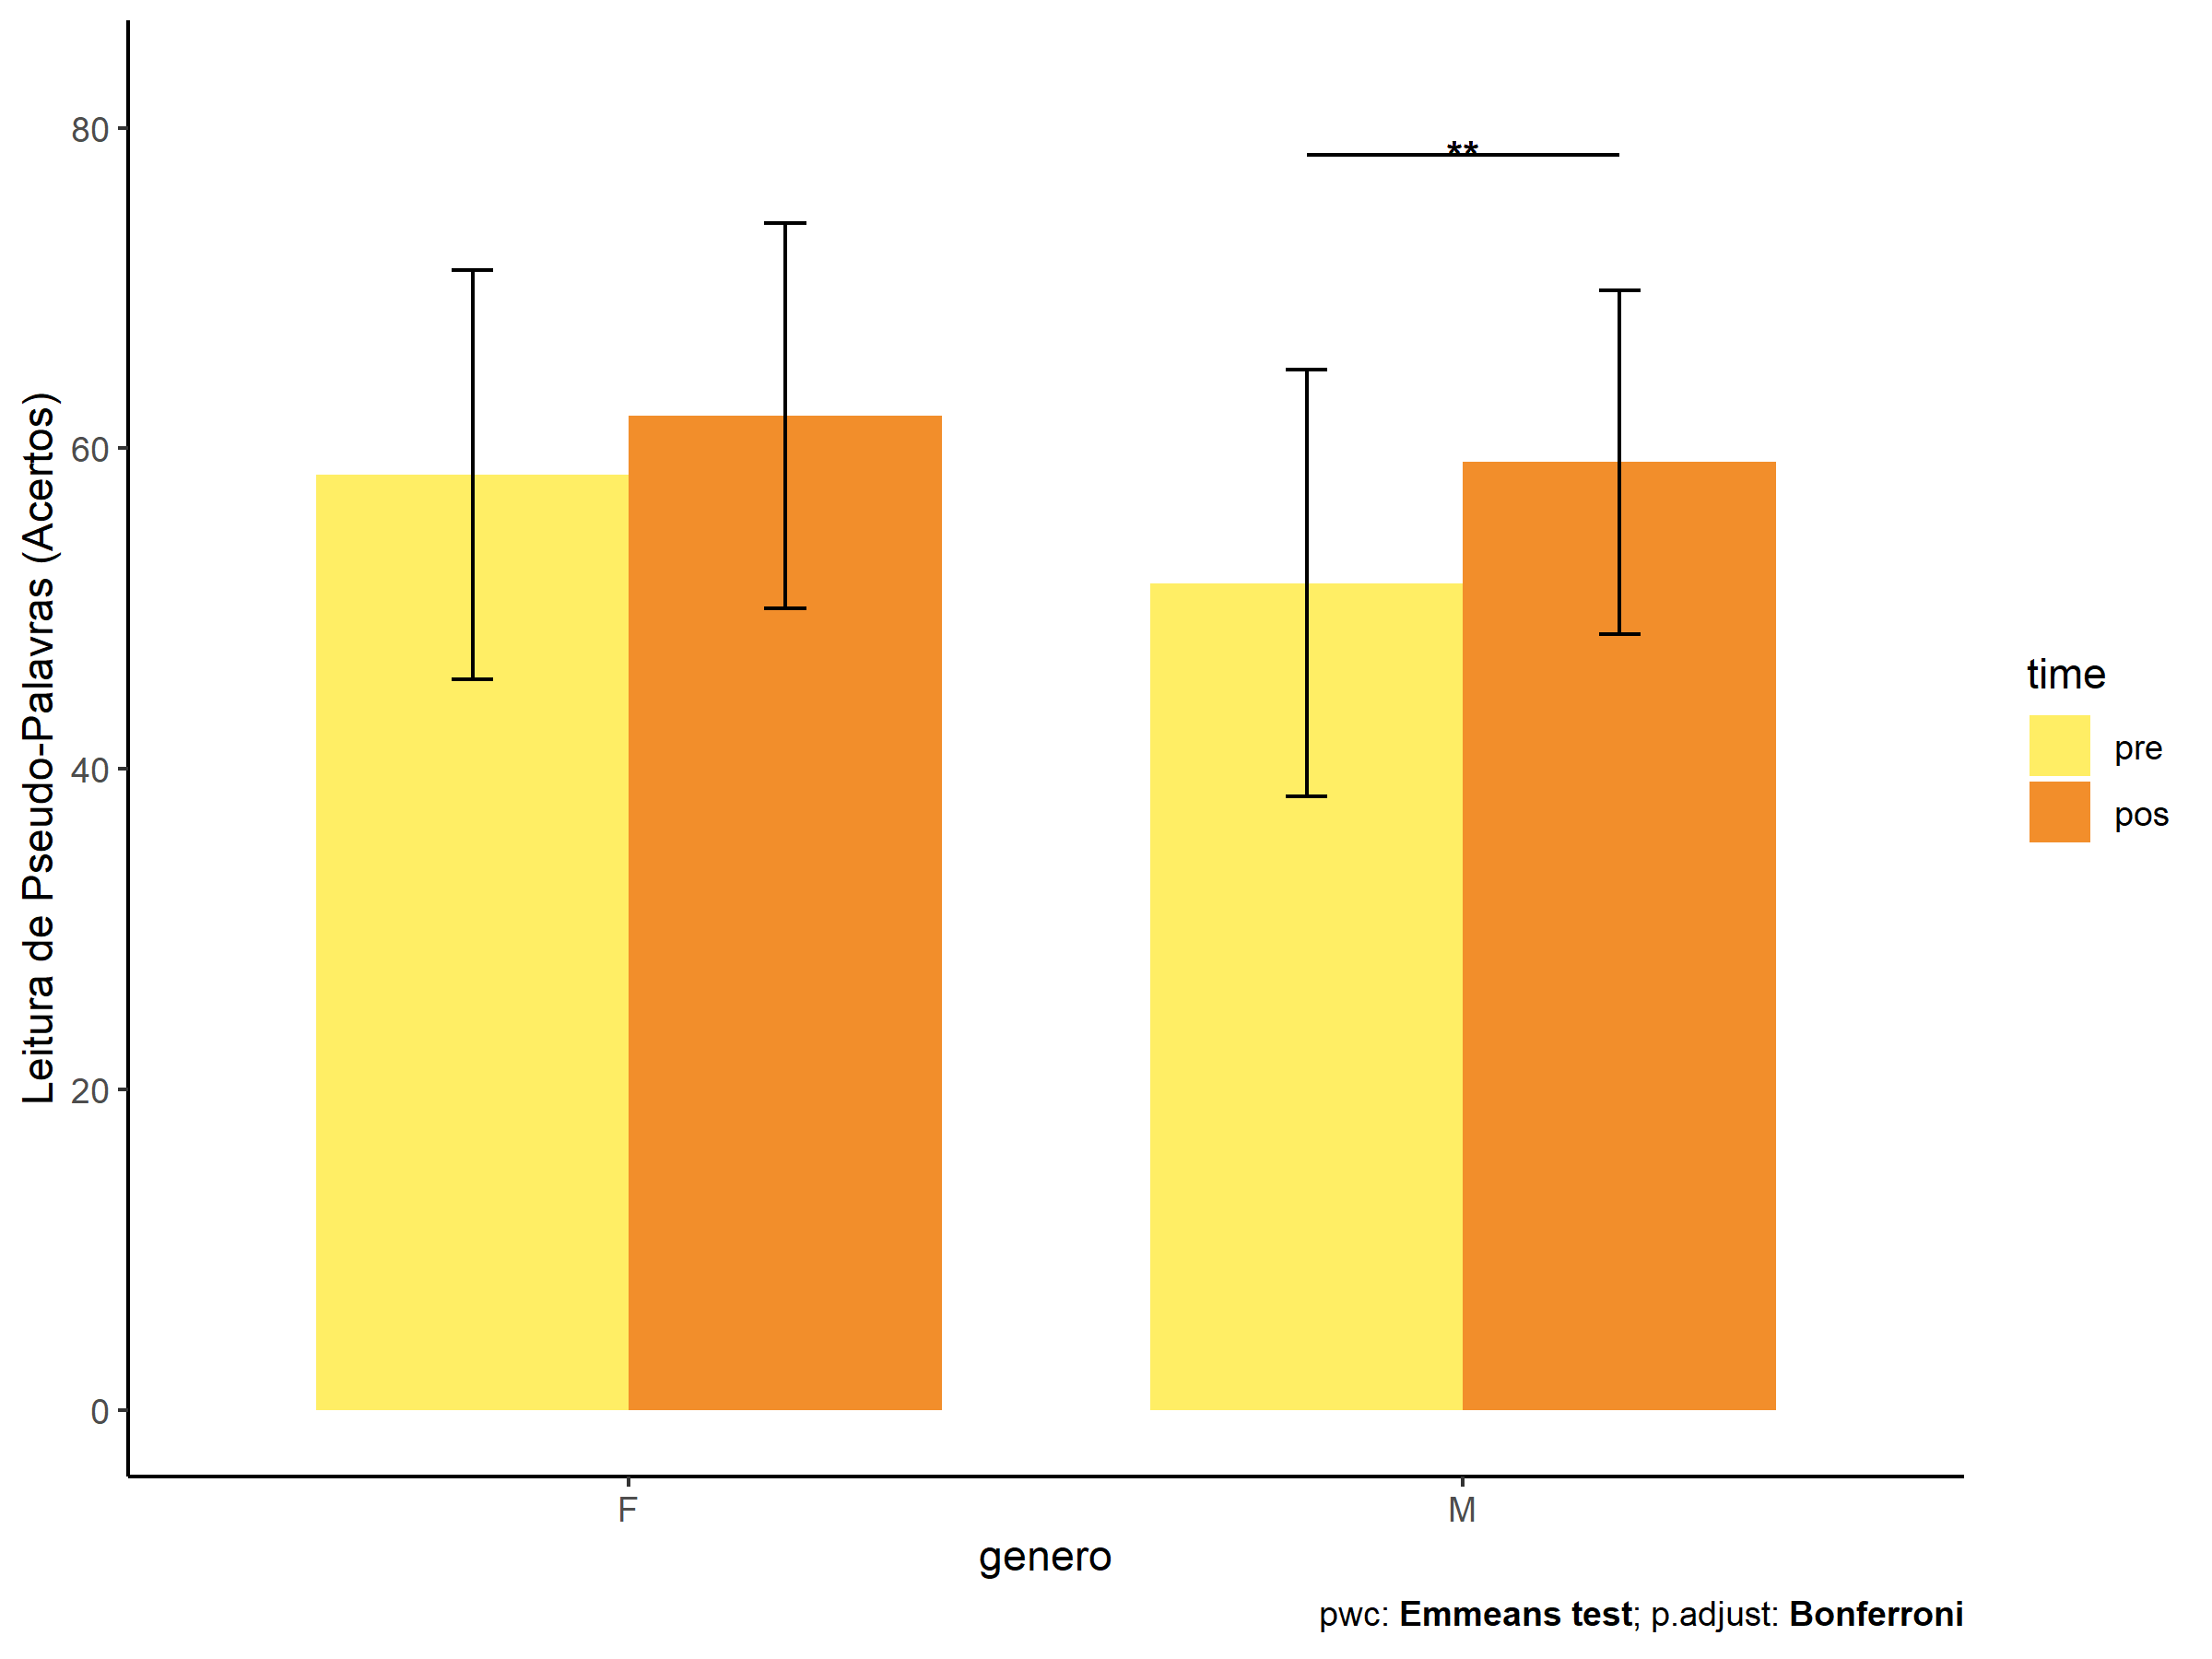 Leitura de Pseudo-Palavras (Acertos)
80
60
40
20
0
**
F
M
genero
time
pre
pos
pwc: Emmeans test; p.adjust: Bonferroni